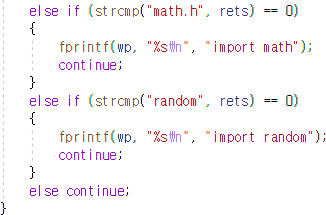 else if (strcmp("math.h", rets) == 0)
{
fprintf(wp, "%s₩n", "import math");
continue;
}
else if (strcmp("random", rets) == 0)
{
fprintf(wp, "%s₩n", "import random");
continue;
}
else continue;
}